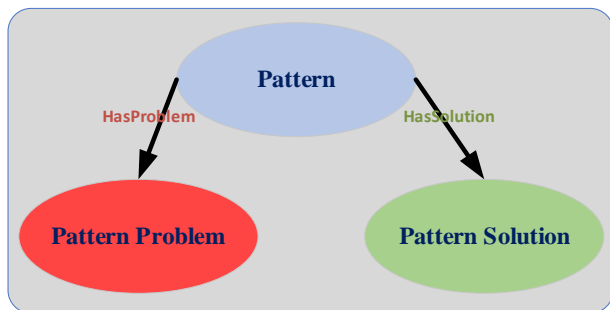 Pattern
HasProblem
HasSolution
Pattern Problem
Pattern Solution